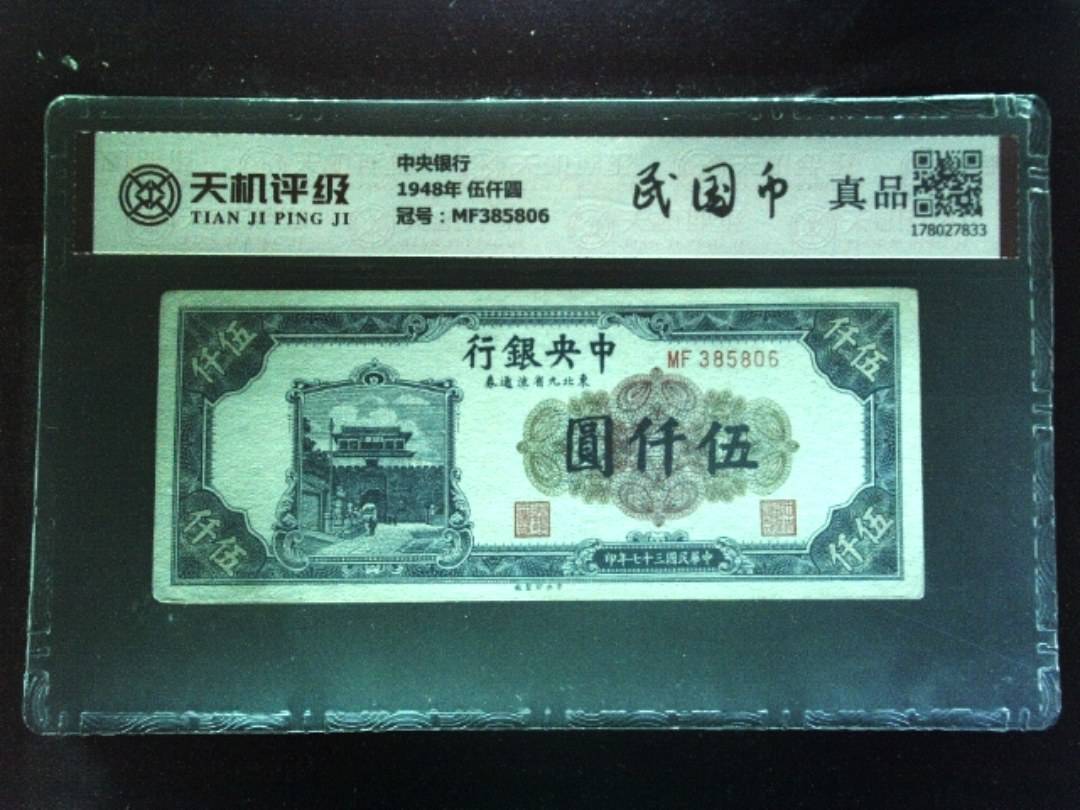 天机评级
TIAN JI PING JI
中央银行
1948年 伍仟圆
冠号：MF385806
民国币
真品
178027833
伍仟
伍仟
中央銀行
MF 385806
東北九省流通券
伍仟圓
伍仟
伍仟
中華民國三十七年印